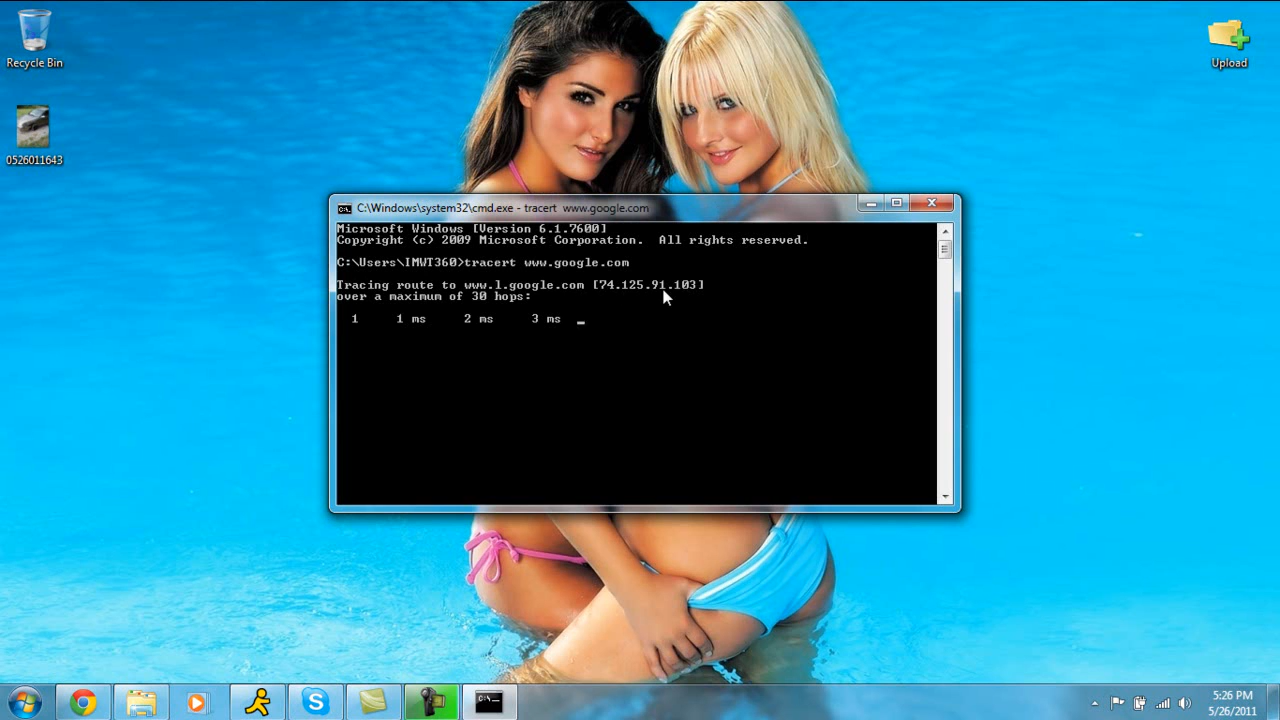 Recycle Bin
Upload
0526011643
C:\Windows\system32\cmd.exe - tracert  www.google.com
Microsoft Windows [Version 6.1.7600]
Copyright (c) 2009 Microsoft Corporation.  All rights reserved.
C:\Users\IMWT360>tracert www.google.com
Tracing route to www.l.google.com [74.125.91.103]
over a maximum of 30 hops:
1     1 ms     2 ms     3 ms
5:26 PM
5/26/2011